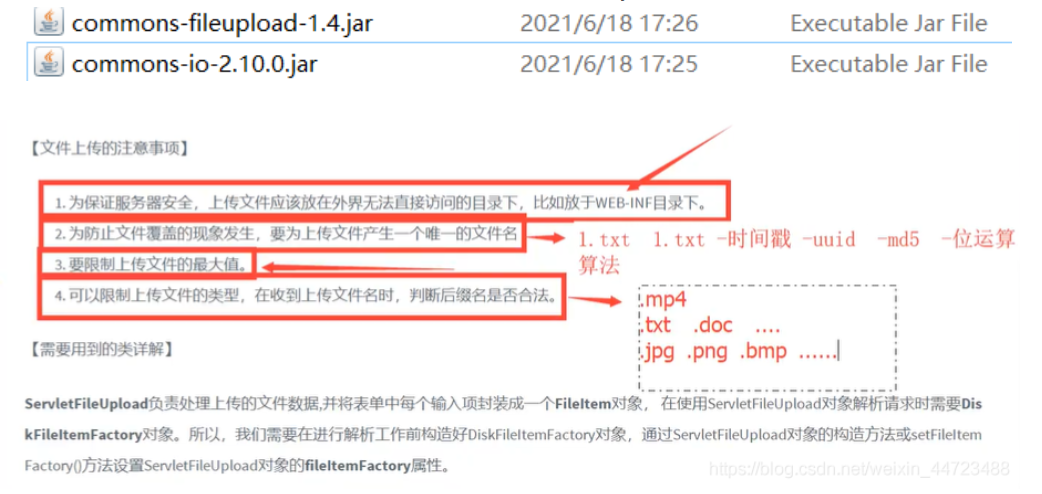 commons-fileupload-1.4.jar 2021/6/18 17:26 Executable Jar File
commons-io-2.10.0.jar 2021/6/18 17:25 Executable Jar File
【文件上传的注意事项】
1. 为保证服务器安全，上传文件应该放在外界无法直接访问的目录下，比如放于WEB-INF目录下。
2. 为防止文件覆盖的现象发生，要为上传文件产生一个唯一的文件名
1.txt 1.txt -时间戳 -uuid -md5 -位运算
算法
3. 要限制上传文件的最大值。
4. 可以限制上传文件的类型，在收到上传文件名时，判断后缀名是否合法。
.mp4
.txt .doc ....
.jpg .png .bmp ......
【需要用到的类详解】
ServletFileUpload负责处理上传的文件数据,并将表单中每个输入项封装成一个FileItem对象， 在使用ServletFileUpload对象解析请求时需要Dis
kFileItemFactory对象。所以，我们需要在进行解析工作前构造好DiskFileItemFactory对象，通过ServletFileUpload对象的构造方法或setFileItem
Factory()方法设置ServletFileUpload对象的fileItemFactory属性。
https://blog.csdn.net/weixin_44723488